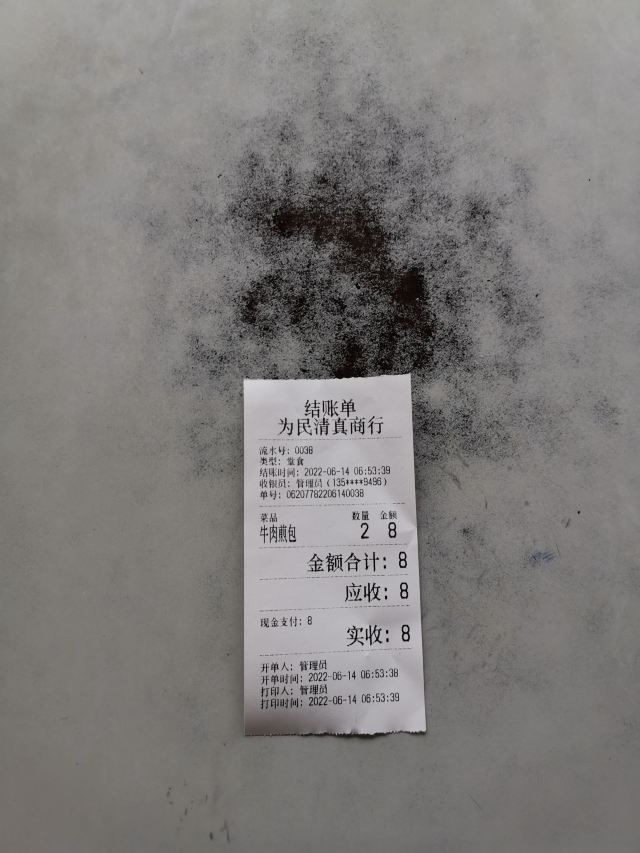 结账单
为民清真商行
流水号: 0038
类型: 堂食
结账时间: 2022-06-14 06:53:39
收银员: 管理员 (135****9496)
单号: 06207782206140038
菜品 数量 金额
牛肉煎包 2 8
金额合计: 8
应收: 8
现金支付: 8
实收: 8
开单人: 管理员
开单时间: 2022-06-14 06:53:38
打印人: 管理员
打印时间: 2022-06-14 06:53:39